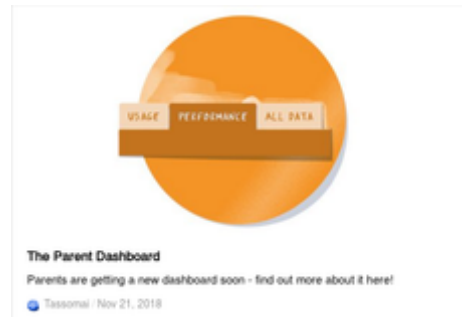 USAGE PERFORMANCE ALL DATA
The Parent Dashboard
Parents are getting a new dashboard soon - find out more about it here!
Tassomai / Nov 21, 2018